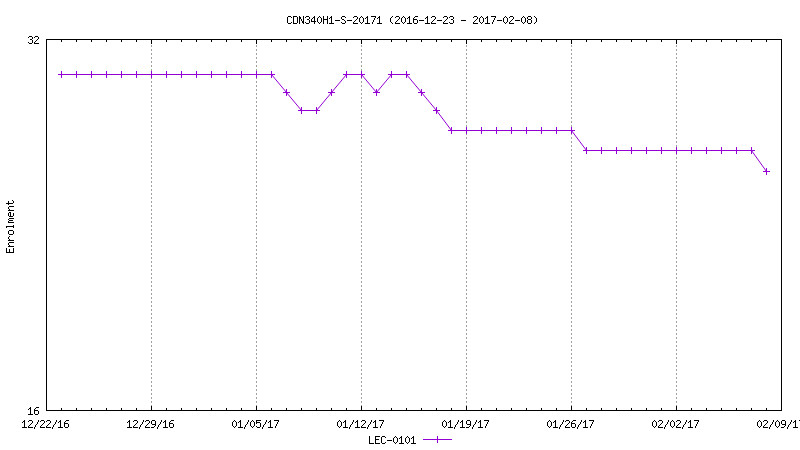 CDN340H1-S-20171 (2016-12-23 - 2017-02-08)
32
Enrolment
16
12/22/16 12/29/16 01/05/17 01/12/17 01/19/17 01/26/17 02/02/17 02/09/1
LEC-0101